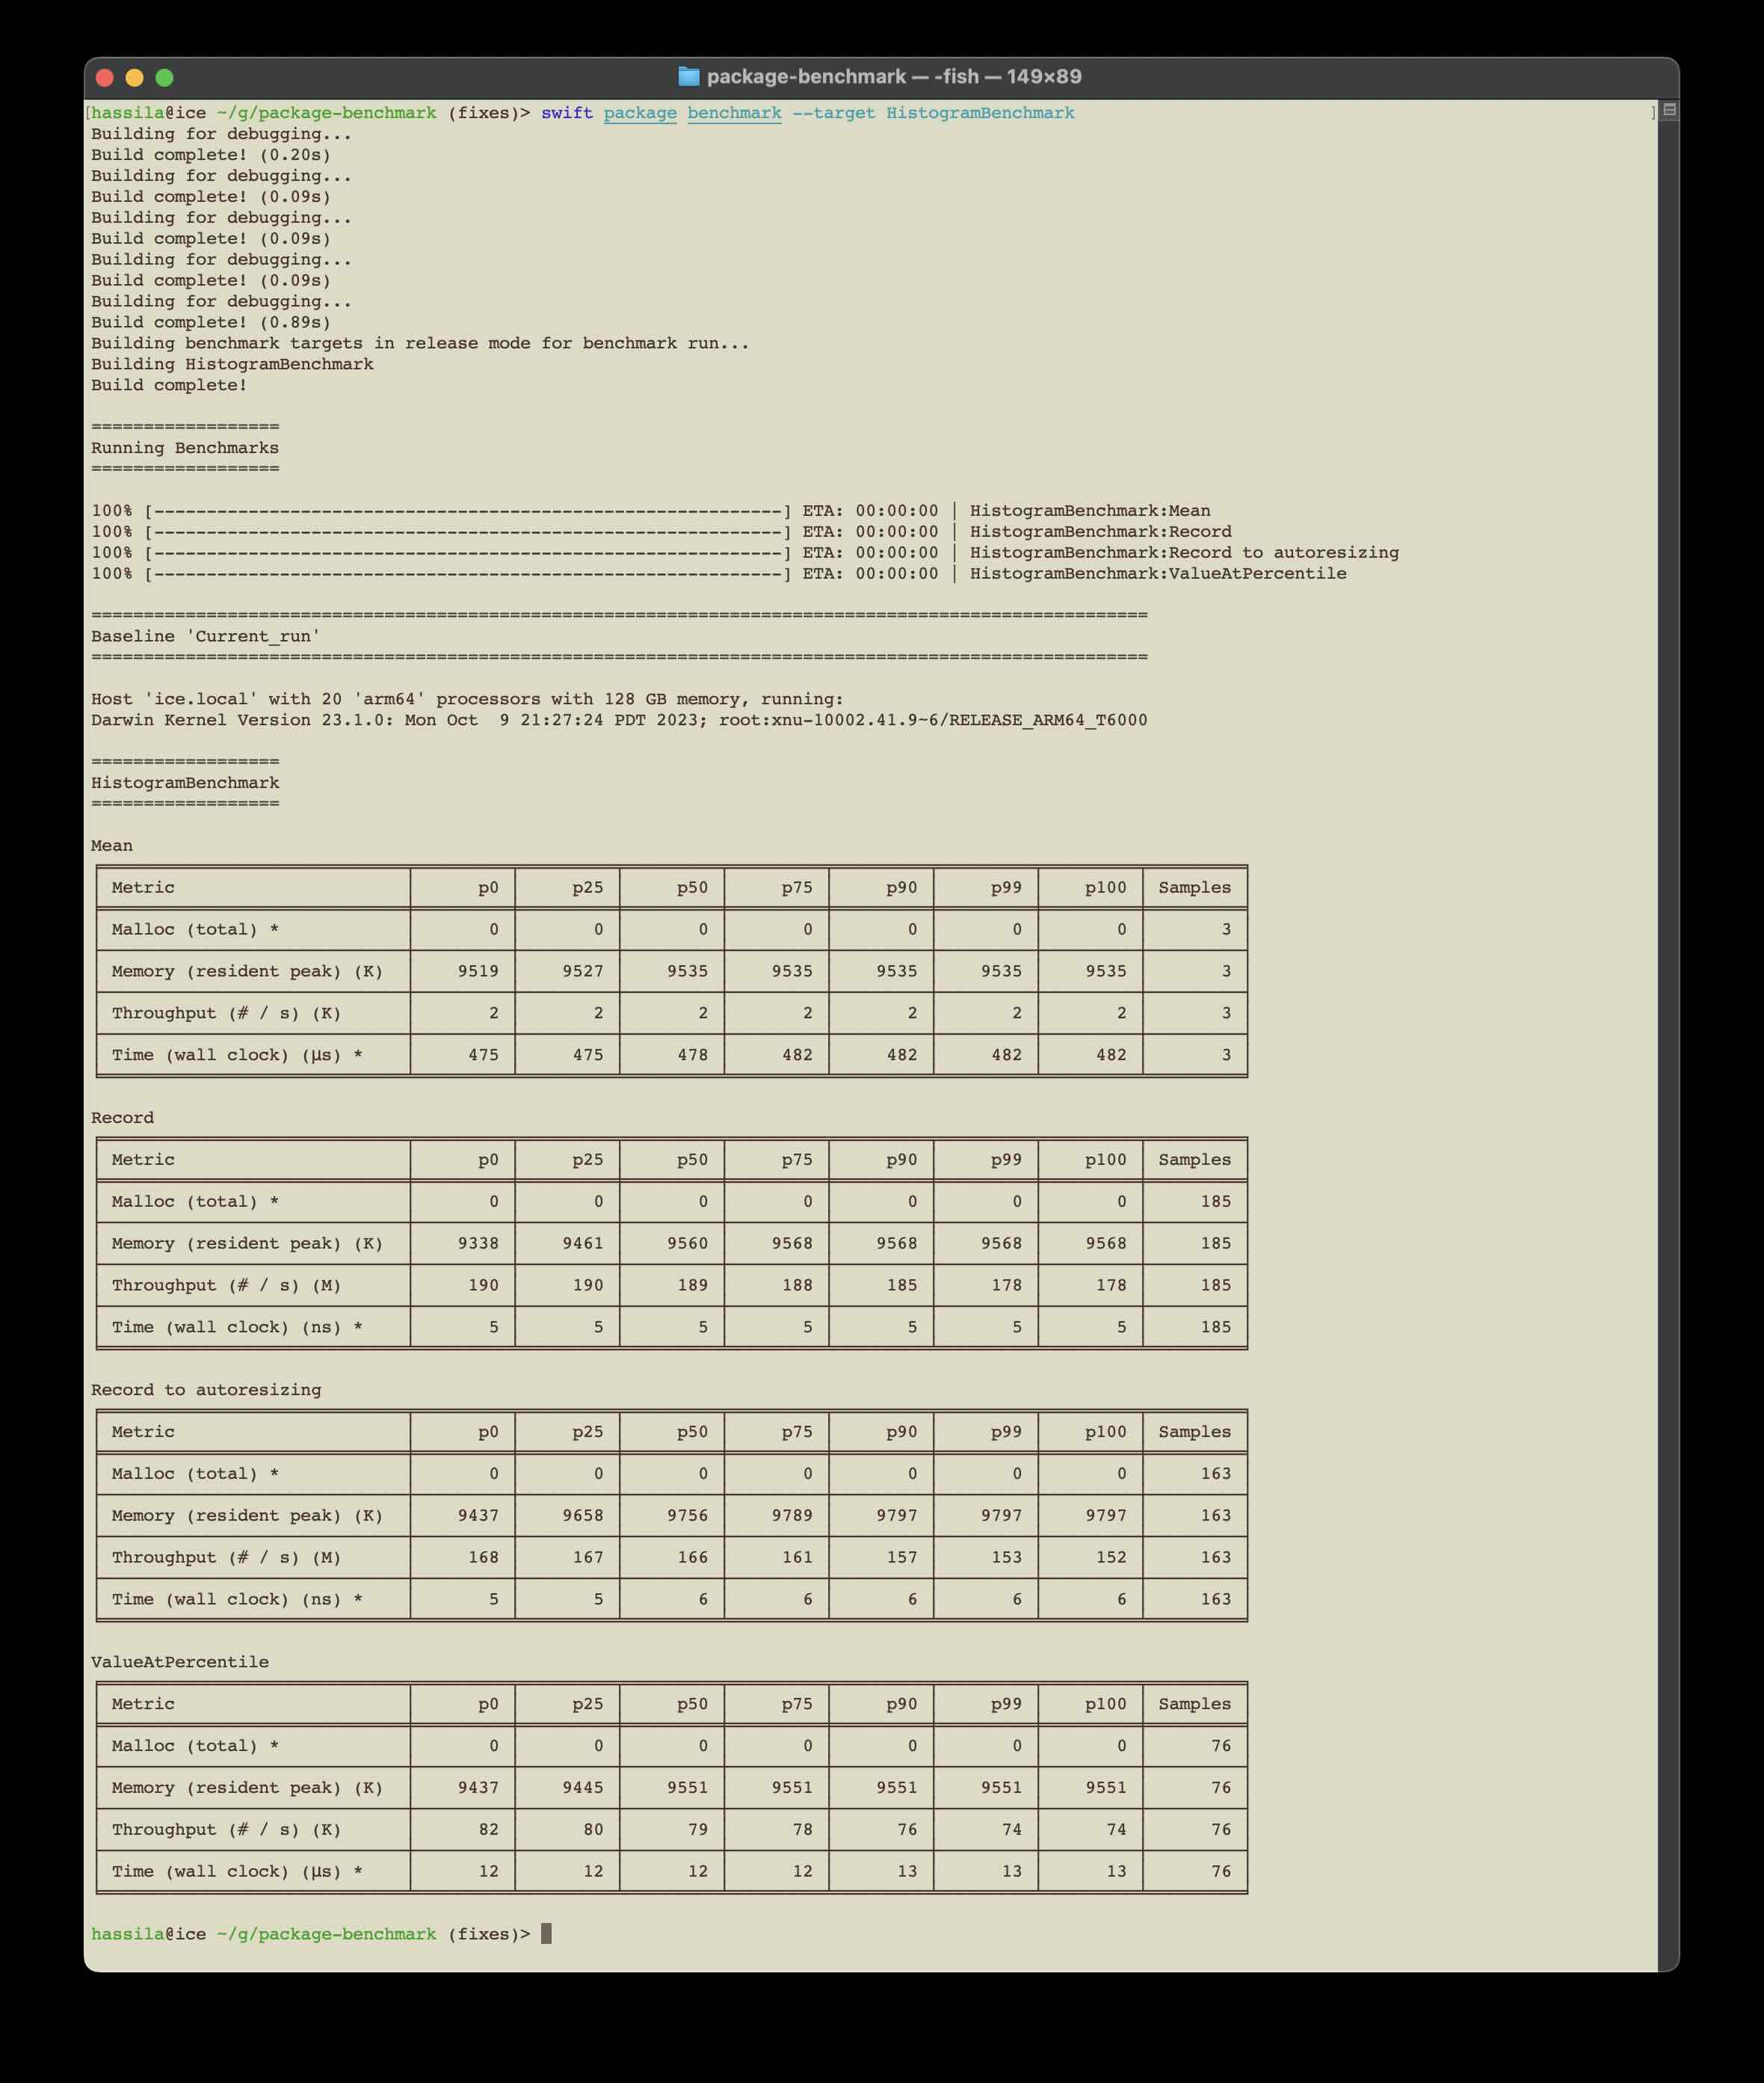 package-benchmark — -fish — 149×89
[hassila@ice ~/g/package-benchmark (fixes)> swift package benchmark --target HistogramBenchmark ]
Building for debugging...
Build complete! (0.20s)
Building for debugging...
Build complete! (0.09s)
Building for debugging...
Build complete! (0.09s)
Building for debugging...
Build complete! (0.09s)
Building for debugging...
Build complete! (0.89s)
Building benchmark targets in release mode for benchmark run...
Building HistogramBenchmark
Build complete!
==================
Running Benchmarks
==================
100% [------------------------------------------------------------] ETA: 00:00:00 | HistogramBenchmark:Mean
100% [------------------------------------------------------------] ETA: 00:00:00 | HistogramBenchmark:Record
100% [------------------------------------------------------------] ETA: 00:00:00 | HistogramBenchmark:Record to autoresizing
100% [------------------------------------------------------------] ETA: 00:00:00 | HistogramBenchmark:ValueAtPercentile
=====================================================================================================
Baseline 'Current_run'
=====================================================================================================
Host 'ice.local' with 20 'arm64' processors with 128 GB memory, running:
Darwin Kernel Version 23.1.0: Mon Oct  9 21:27:24 PDT 2023; root:xnu-10002.41.9~6/RELEASE_ARM64_T6000
==================
HistogramBenchmark
==================
Mean
Metric p0 p25 p50 p75 p90 p99 p100 Samples
Malloc (total) * 0 0 0 0 0 0 0 3
Memory (resident peak) (K) 9519 9527 9535 9535 9535 9535 9535 3
Throughput (# / s) (K) 2 2 2 2 2 2 2 3
Time (wall clock) (μs) * 475 475 478 482 482 482 482 3
Record
Metric p0 p25 p50 p75 p90 p99 p100 Samples
Malloc (total) * 0 0 0 0 0 0 0 185
Memory (resident peak) (K) 9338 9461 9560 9568 9568 9568 9568 185
Throughput (# / s) (M) 190 190 189 188 185 178 178 185
Time (wall clock) (ns) * 5 5 5 5 5 5 5 185
Record to autoresizing
Metric p0 p25 p50 p75 p90 p99 p100 Samples
Malloc (total) * 0 0 0 0 0 0 0 163
Memory (resident peak) (K) 9437 9658 9756 9789 9797 9797 9797 163
Throughput (# / s) (M) 168 167 166 161 157 153 152 163
Time (wall clock) (ns) * 5 5 6 6 6 6 6 163
ValueAtPercentile
Metric p0 p25 p50 p75 p90 p99 p100 Samples
Malloc (total) * 0 0 0 0 0 0 0 76
Memory (resident peak) (K) 9437 9445 9551 9551 9551 9551 9551 76
Throughput (# / s) (K) 82 80 79 78 76 74 74 76
Time (wall clock) (μs) * 12 12 12 12 13 13 13 76
hassila@ice ~/g/package-benchmark (fixes)>